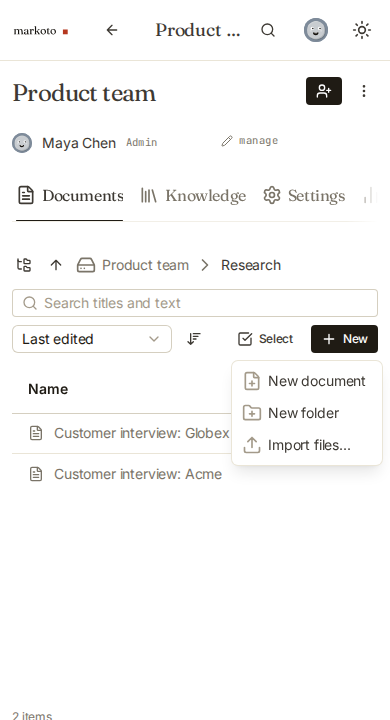 markoto
Product ...
Product team
Maya Chen Admin
manage
Documents Knowledge Settings
Product team > Research
Search titles and text
Last edited
Select
New
New document
New folder
Import files...
Name
Customer interview: Globex
Customer interview: Acme
2 items